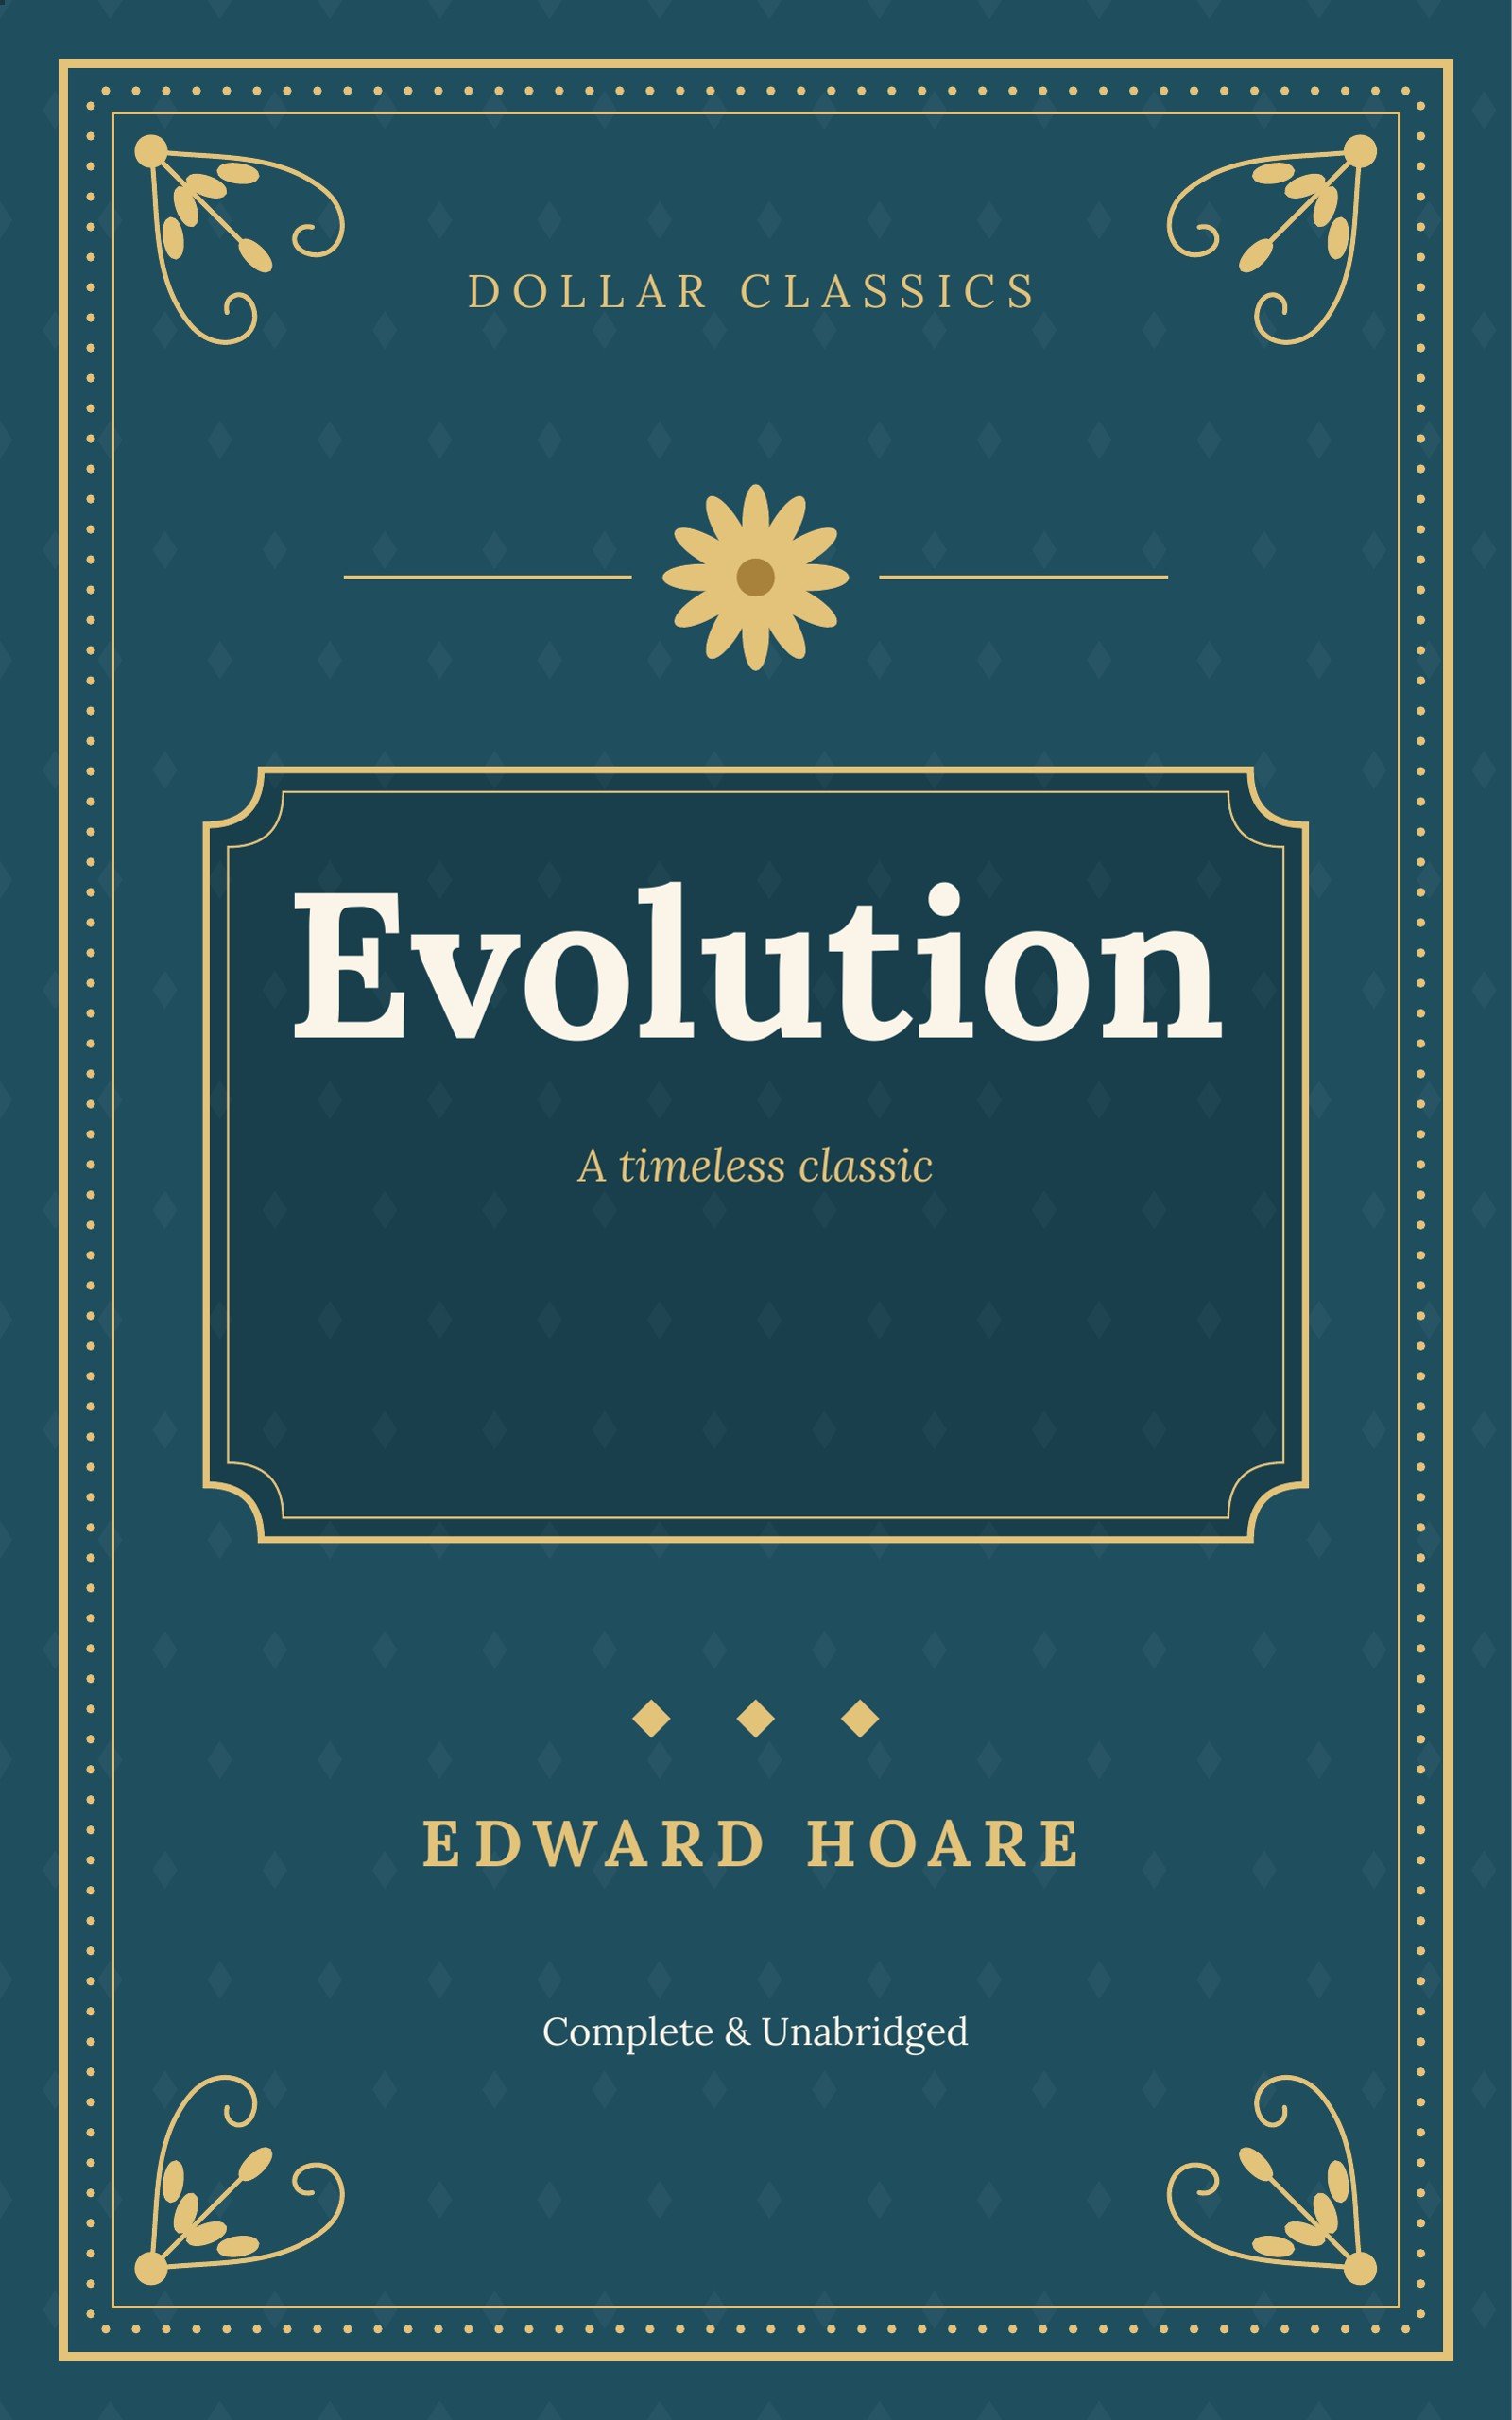 DOLLAR CLASSICS
Evolution
A timeless classic
EDWARD HOARE
Complete & Unabridged